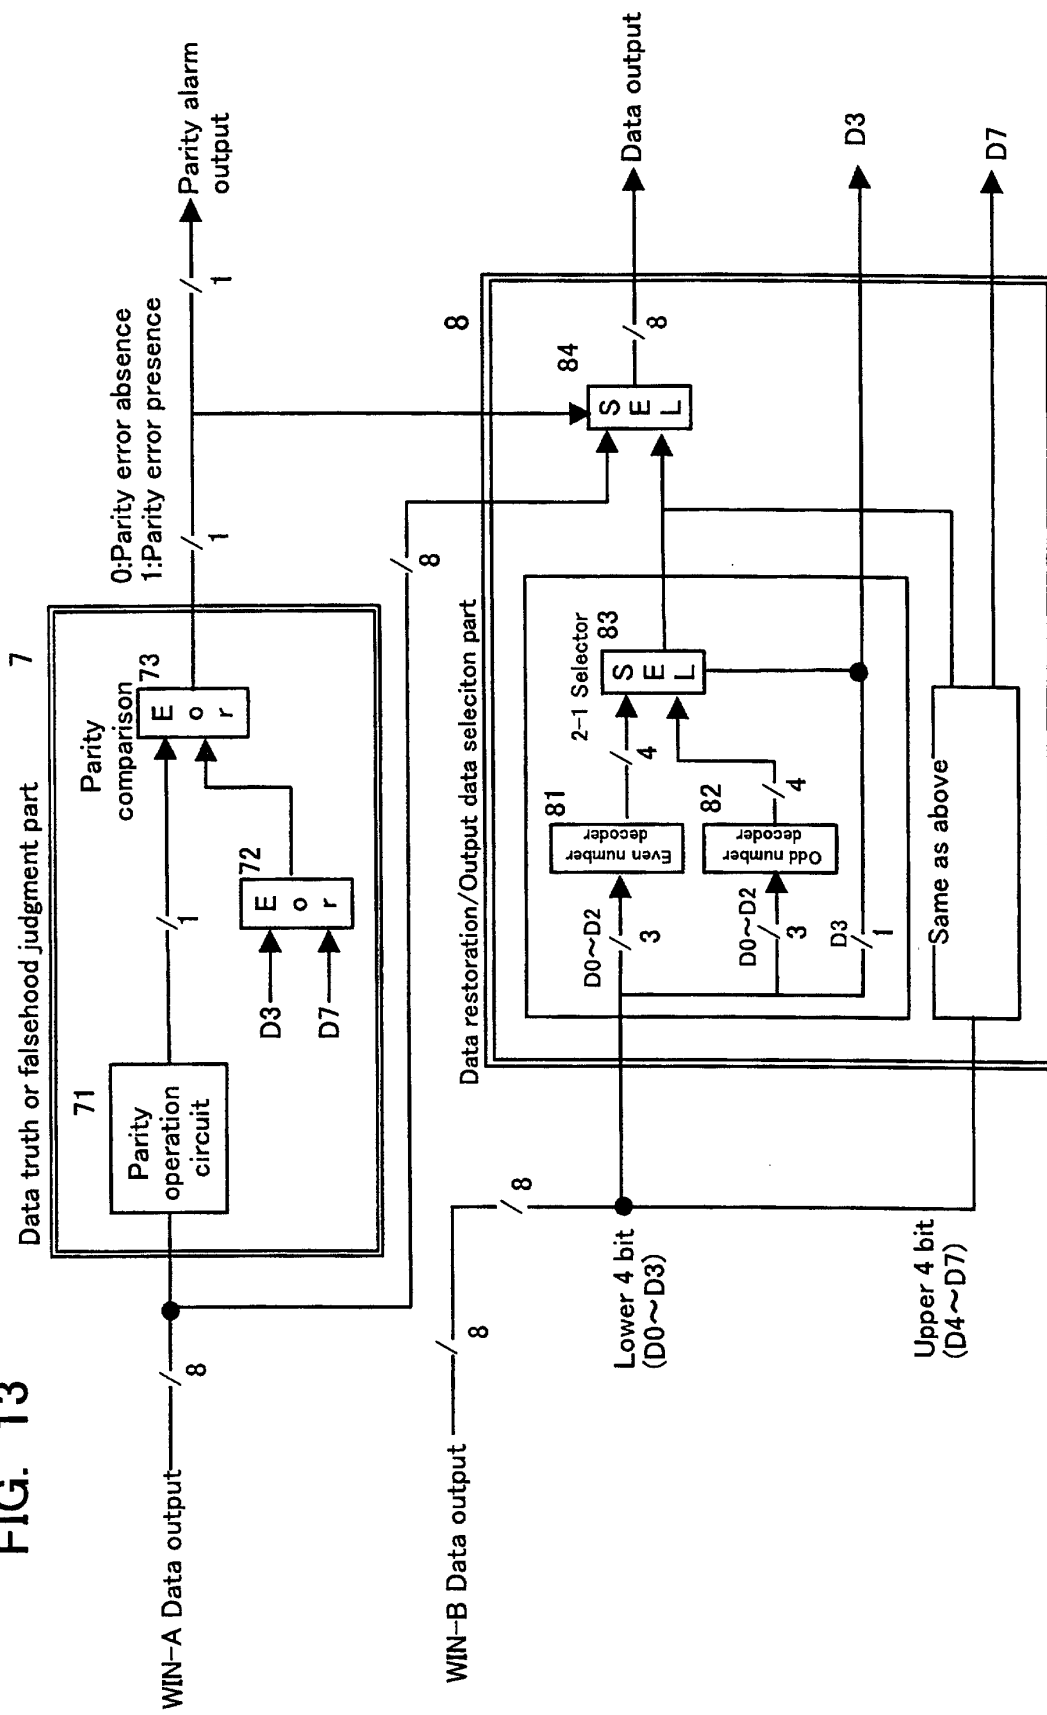 FIG. 13
Data truth or falsehood judgment part
7
71
Parity
operation
circuit
Parity
comparison
73
E
o
r
72
E
o
r
D3
D7
1
0:Parity error absence
1:Parity error presence
1
1
Parity alarm
output
WIN-A Data output
8
8
WIN-B Data output
8
8
Lower 4 bit
(D0~D3)
Upper 4 bit
(D4~D7)
Data restoration/Output data seleciton part
8
D0~D2
3
81
Even number
decoder
4
D0~D2
3
82
Odd number
decoder
4
D3
1
2-1 Selector
83
S
E
L
84
S
E
L
8
Data output
D3
Same as above
D7